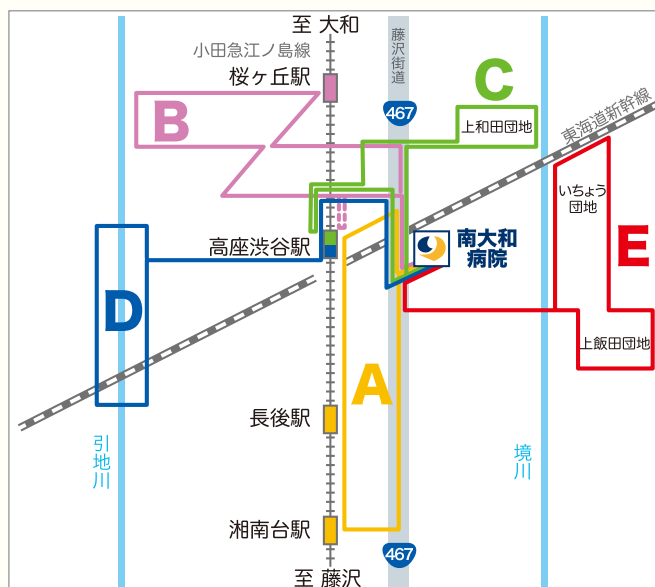 至 大和
小田急江ノ島線
藤沢街道
桜ヶ丘駅
B
C
467
上和田団地
東海道新幹線
いちょう
団地
高座渋谷駅
南大和
病院
E
D
A
上飯田団地
長後駅
引地川
境川
湘南台駅
467
至 藤沢